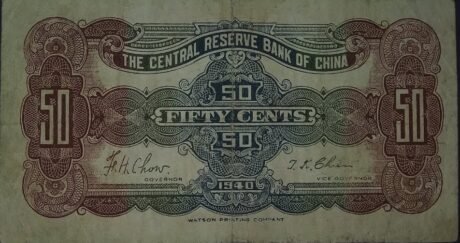 THE CENTRAL RESERVE BANK OF CHINA
50
50 FIFTY CENTS 50
50
F. H. Chow T. K. Chien
GOVERNOR VICE GOVERNOR
1940
WATSON PRINTING COMPANY